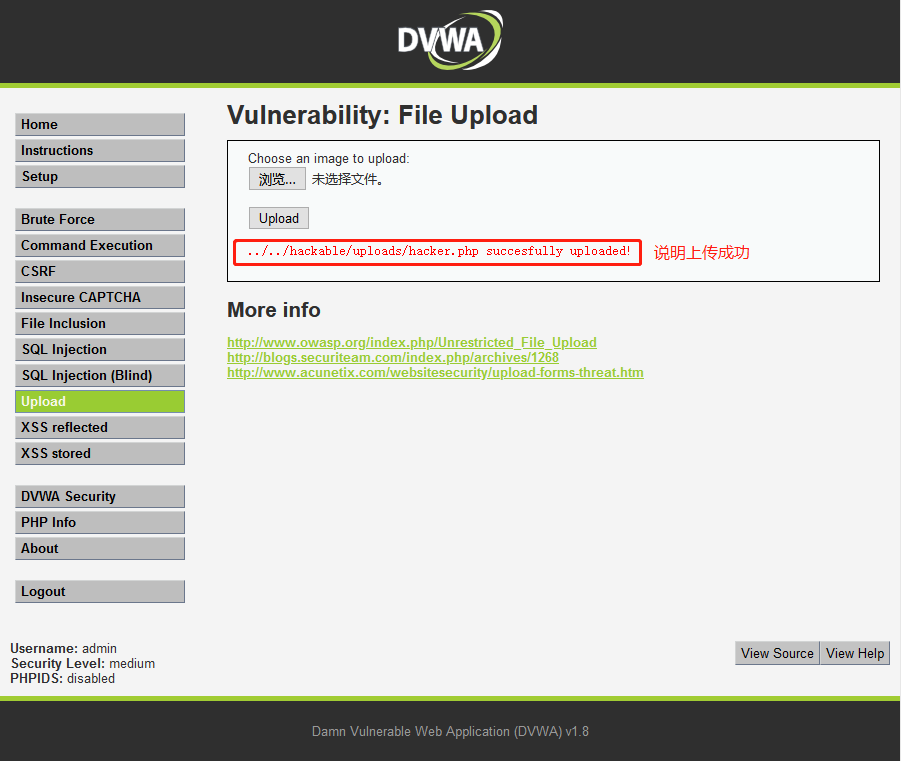 DVWA
Vulnerability: File Upload
Home
Instructions
Setup
Brute Force
Command Execution
CSRF
Insecure CAPTCHA
File Inclusion
SQL Injection
SQL Injection (Blind)
Upload
XSS reflected
XSS stored
DVWA Security
PHP Info
About
Logout
Choose an image to upload:
浏览... 未选择文件。
Upload
../../hackable/uploads/hacker.php succesfully uploaded! 说明上传成功
More info
http://www.owasp.org/index.php/Unrestricted_File_Upload
http://blogs.securiteam.com/index.php/archives/1268
http://www.acunetix.com/websitesecurity/upload-forms-threat.htm
Username: admin
Security Level: medium
PHPIDS: disabled
View Source View Help
Damn Vulnerable Web Application (DVWA) v1.8